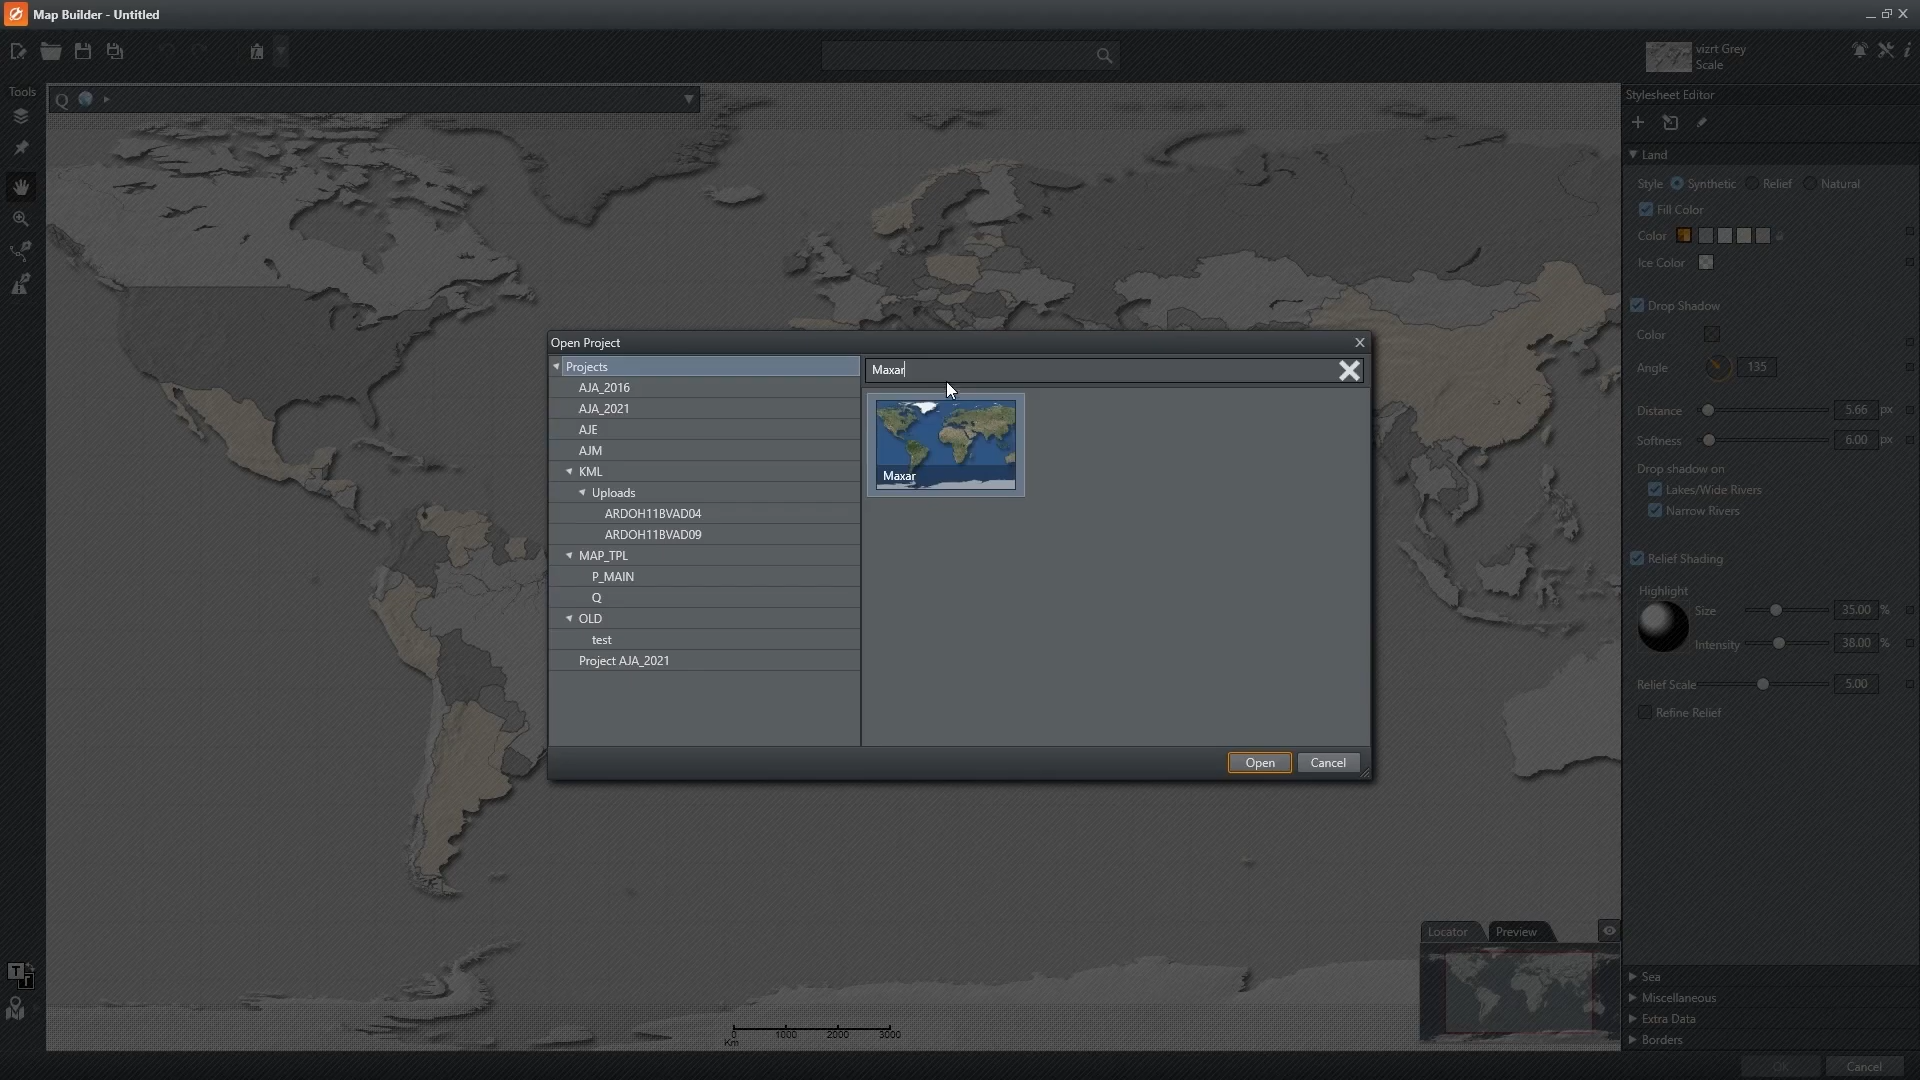 Map Builder - Untitled
vizrt Grey
Scale
Tools
Q
Stylesheet Editor
Land
Style Synthetic Relief Natural
Fill Color
Color
Ice Color
Drop Shadow
Color
Angle 135
Distance 5.66 px
Softness 6.00 px
Drop shadow on
Lakes/Wide Rivers
Narrow Rivers
Relief Shading
Highlight
Size 35.00 %
Intensity 38.00 %
Relief Scale 5.00
Refine Relief
Sea
Miscellaneous
Extra Data
Borders
OK Cancel
Open Project
Projects
AJA_2016
AJA_2021
AJE
AJM
KML
Uploads
ARDOH11BVAD04
ARDOH11BVAD09
MAP_TPL
P_MAIN
Q
OLD
test
Project AJA_2021
Maxar
Maxar
Open Cancel
Locator Preview
1000 2000 3000
Km